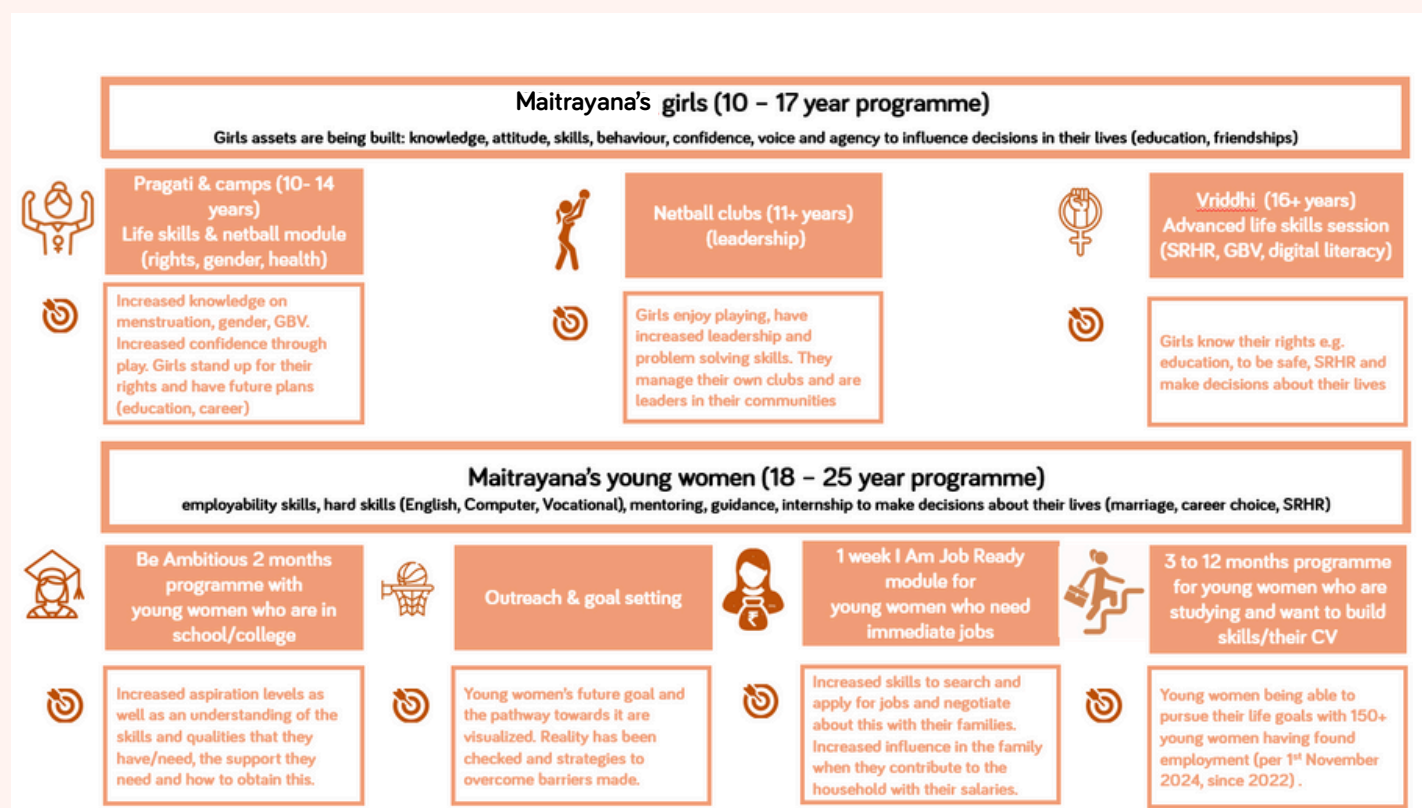 Maitrayana's girls (10 – 17 year programme)
Girls assets are being built: knowledge, attitude, skills, behaviour, confidence, voice and agency to influence decisions in their lives (education, friendships)
Pragati & camps (10- 14
years)
Life skills & netball module
(rights, gender, health)
Netball clubs (11+ years)
(leadership)
Vriddhi (16+ years)
Advanced life skills session
(SRHR, GBV, digital literacy)
Increased knowledge on
menstruation, gender, GBV.
Increased confidence through
play. Girls stand up for their
rights and have future plans
(education, career)
Girls enjoy playing, have
increased leadership and
problem solving skills. They
manage their own clubs and are
leaders in their communities
Girls know their rights e.g.
education, to be safe, SRHR and
make decisions about their lives
Maitrayana's young women (18 – 25 year programme)
employability skills, hard skills (English, Computer, Vocational), mentoring, guidance, internship to make decisions about their lives (marriage, career choice, SRHR)
Be Ambitious 2 months
programme with
young women who are in
school/college
Outreach & goal setting
₹
1 week I Am Job Ready
module for
young women who need
immediate jobs
3 to 12 months programme
for young women who are
studying and want to build
skills/their CV
Increased aspiration levels as
well as an understanding of the
skills and qualities that they
have/need, the support they
need and how to obtain this.
Young women's future goal and
the pathway towards it are
visualized. Reality has been
checked and strategies to
overcome barriers made.
Increased skills to search and
apply for jobs and negotiate
about this with their families.
Increased influence in the family
when they contribute to the
household with their salaries.
Young women being able to
pursue their life goals with 150+
young women having found
employment (per 1st November
2024, since 2022) .